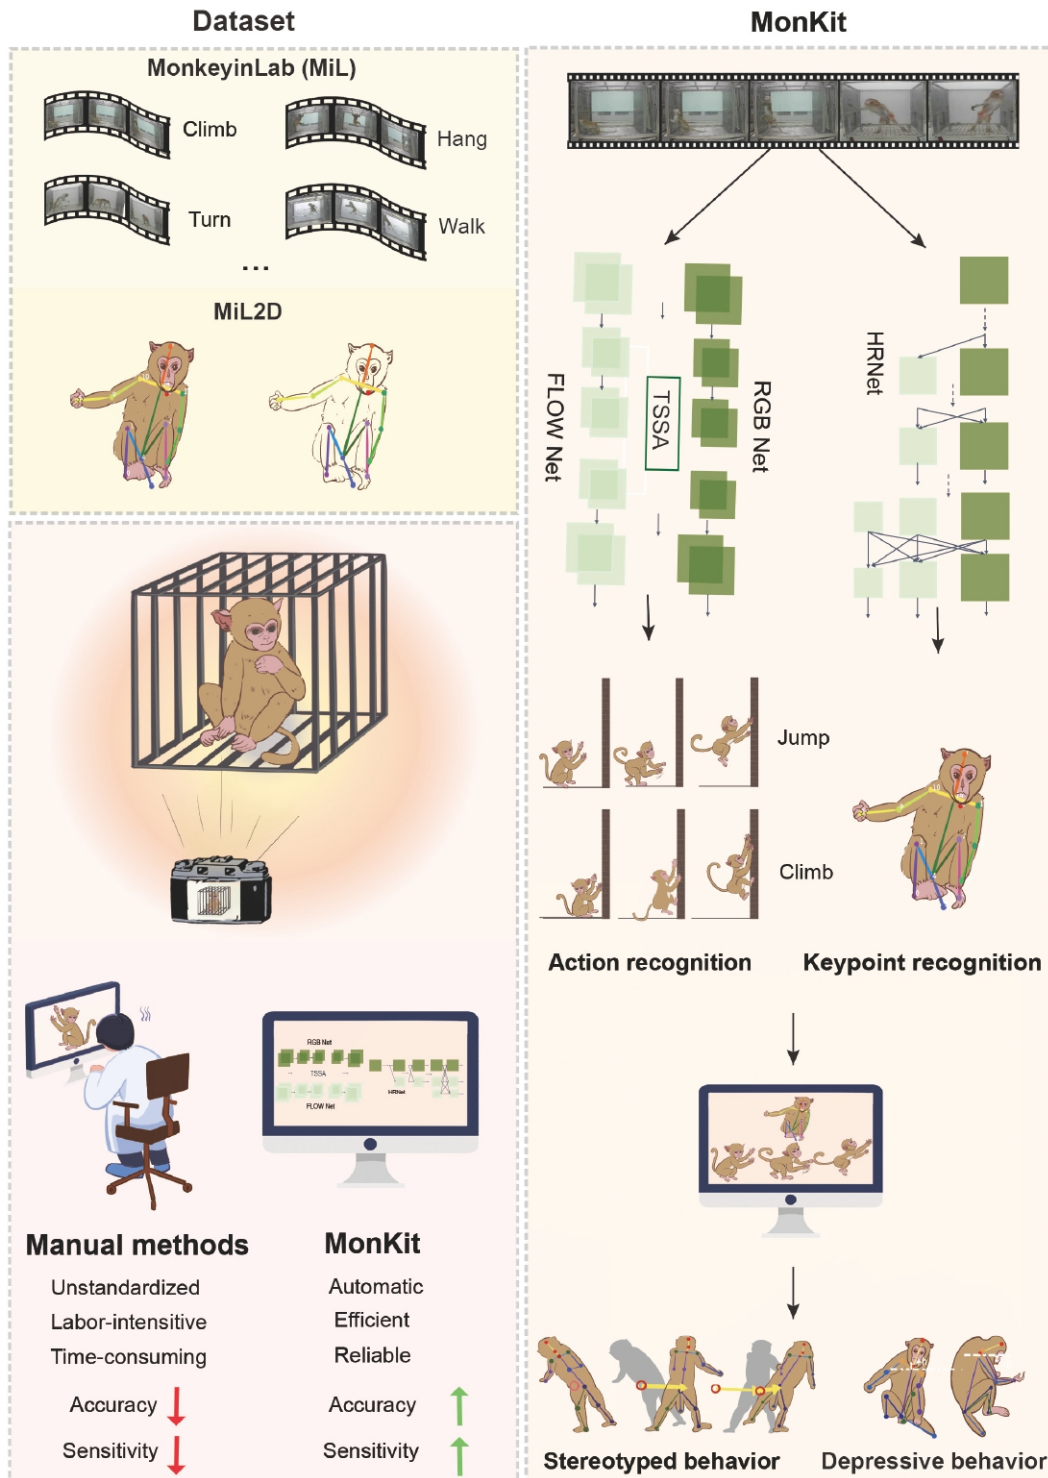 Dataset
MonkeyinLab (MiL)
Climb
Hang
Turn
Walk
...
MiL2D
RGB Net
TSSA
FLOW Net
HRNet
Manual methods
Unstandardized
Labor-intensive
Time-consuming
Accuracy
Sensitivity
MonKit
Automatic
Efficient
Reliable
Accuracy
Sensitivity
MonKit
FLOW Net
TSSA
RGB Net
HRNet
Jump
Climb
Action recognition
Keypoint recognition
Stereotyped behavior
Depressive behavior